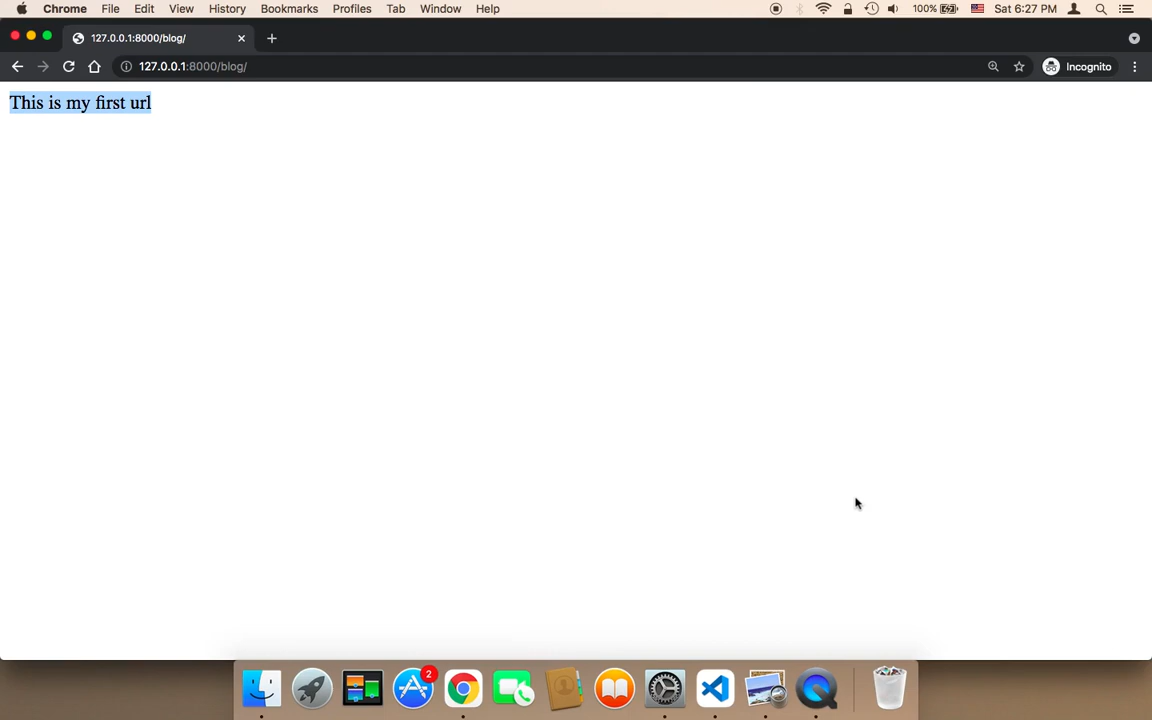 Chrome File Edit View History Bookmarks Profiles Tab Window Help 100% Sat 6:27 PM
127.0.0.1:8000/blog/
127.0.0.1:8000/blog/ Incognito
This is my first url
2